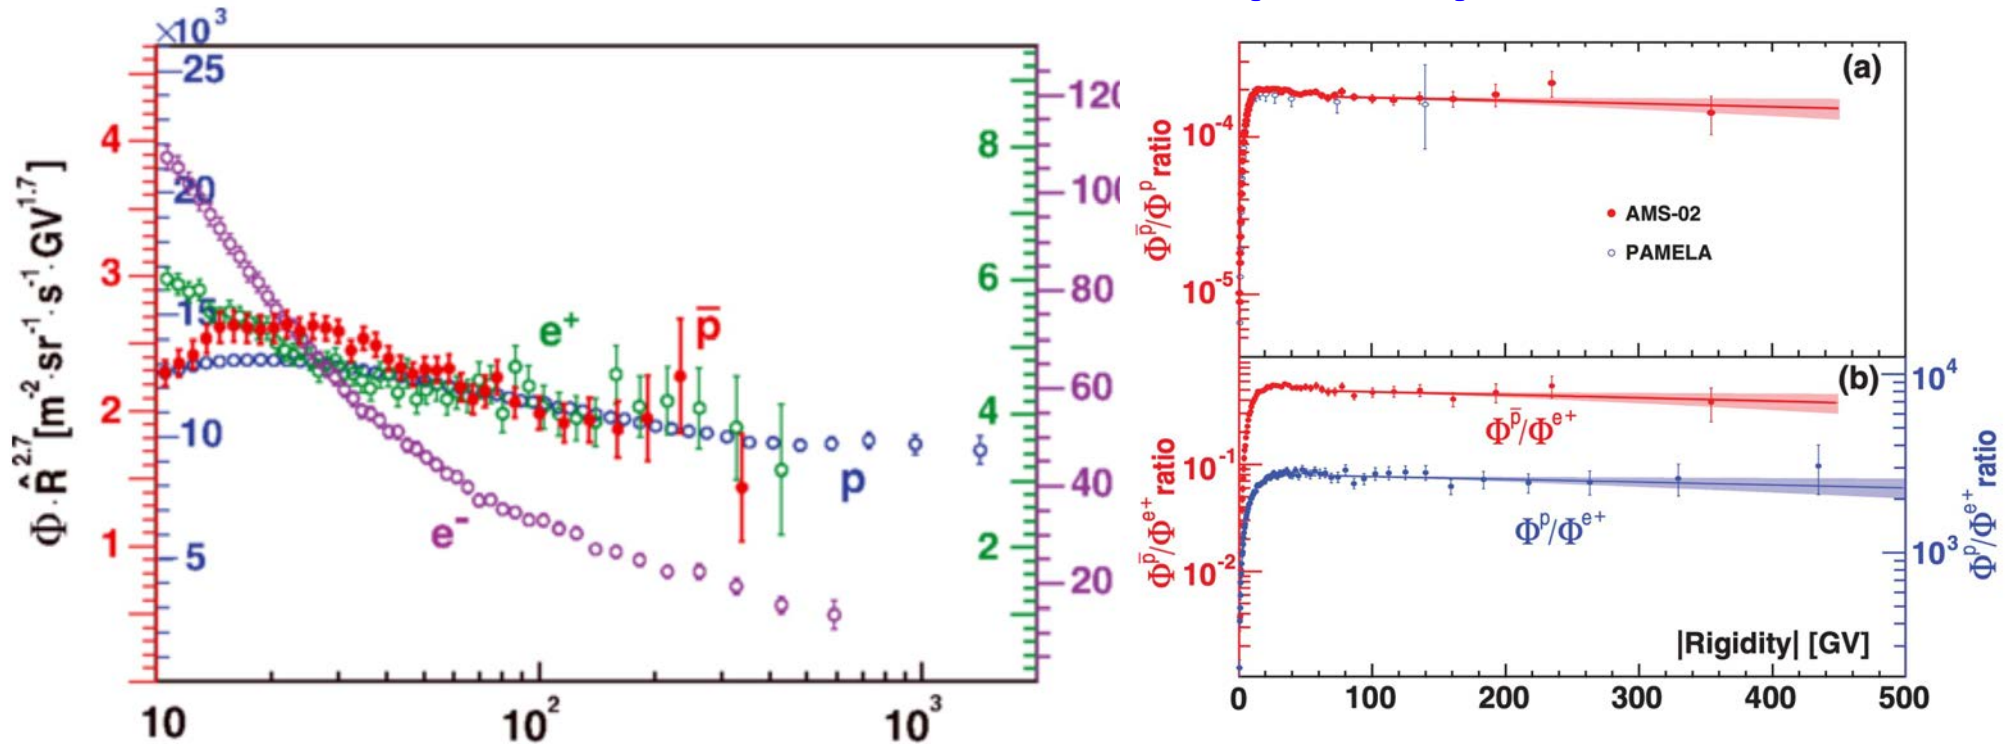 ×10³
25
20
15
10
5
4
3
2
1
Φ·R̂^2.7 [m^-2·sr^-1·s^-1·GV^1.7]
e⁺
p̄
p
e⁻
8
6
4
2
120
100
80
60
40
20
10
10²
10³
(a)
Φ^p̄/Φ^p ratio
10^-4
10^-5
AMS-02
PAMELA
(b)
Φ^p̄/Φ^e+ ratio
10^-1
10^-2
Φ^p̄/Φ^e+
Φ^p/Φ^e+
10⁴
10³
Φ^p/Φ^e+ ratio
|Rigidity| [GV]
0 100 200 300 400 500